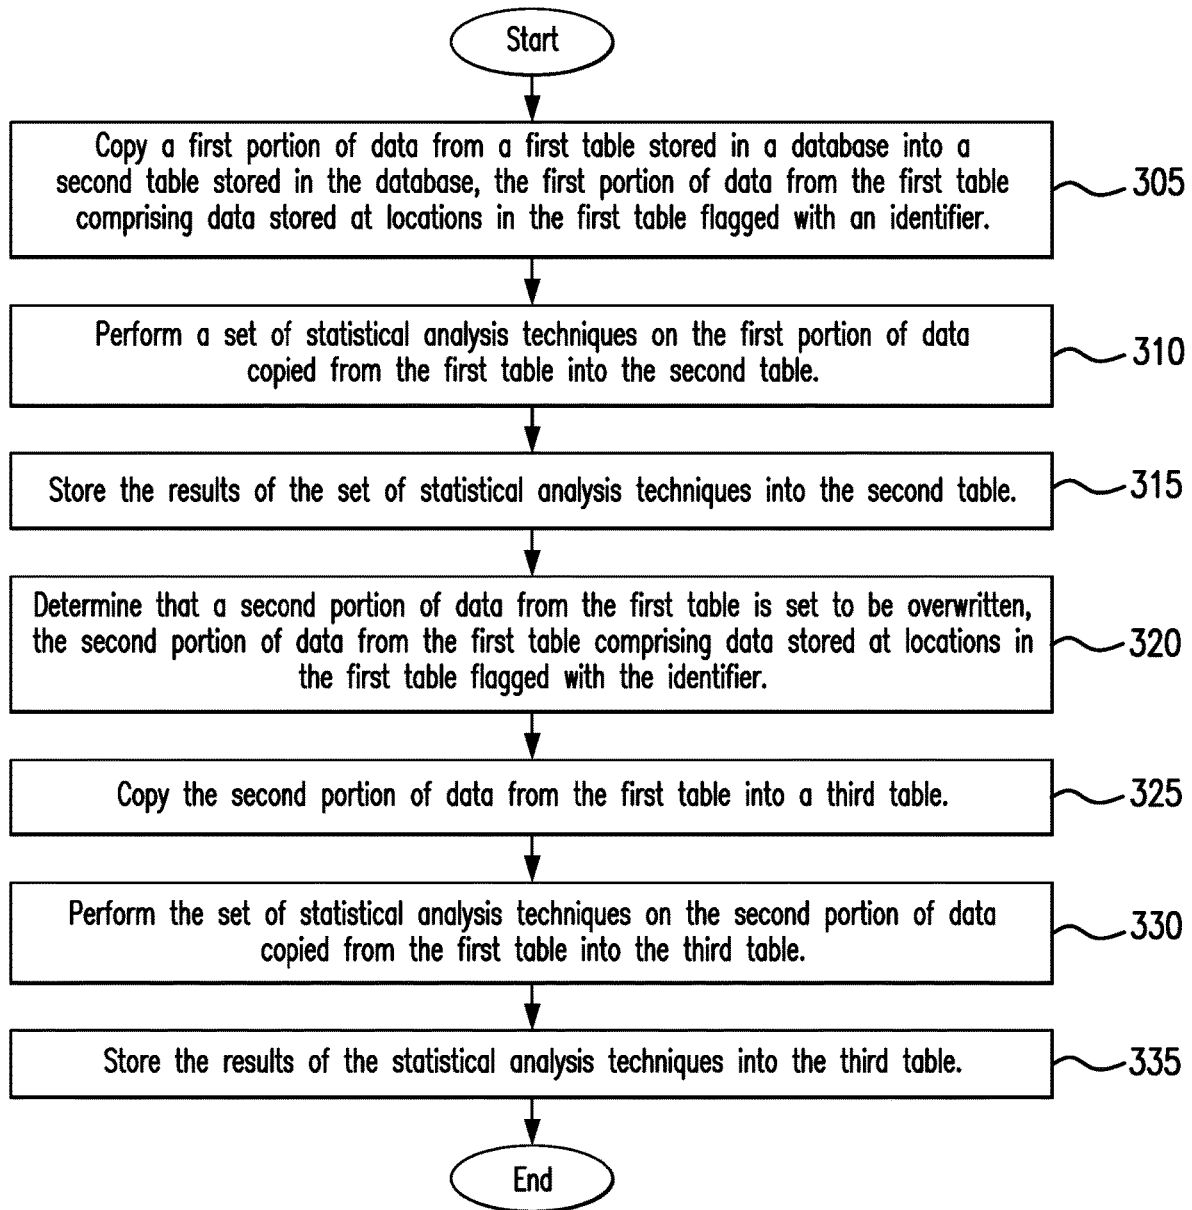 Start
Copy a first portion of data from a first table stored in a database into a
second table stored in the database, the first portion of data from the first table
comprising data stored at locations in the first table flagged with an identifier.
305
Perform a set of statistical analysis techniques on the first portion of data
copied from the first table into the second table.
310
Store the results of the set of statistical analysis techniques into the second table.
315
Determine that a second portion of data from the first table is set to be overwritten,
the second portion of data from the first table comprising data stored at locations in
the first table flagged with the identifier.
320
Copy the second portion of data from the first table into a third table.
325
Perform the set of statistical analysis techniques on the second portion of data
copied from the first table into the third table.
330
Store the results of the statistical analysis techniques into the third table.
335
End